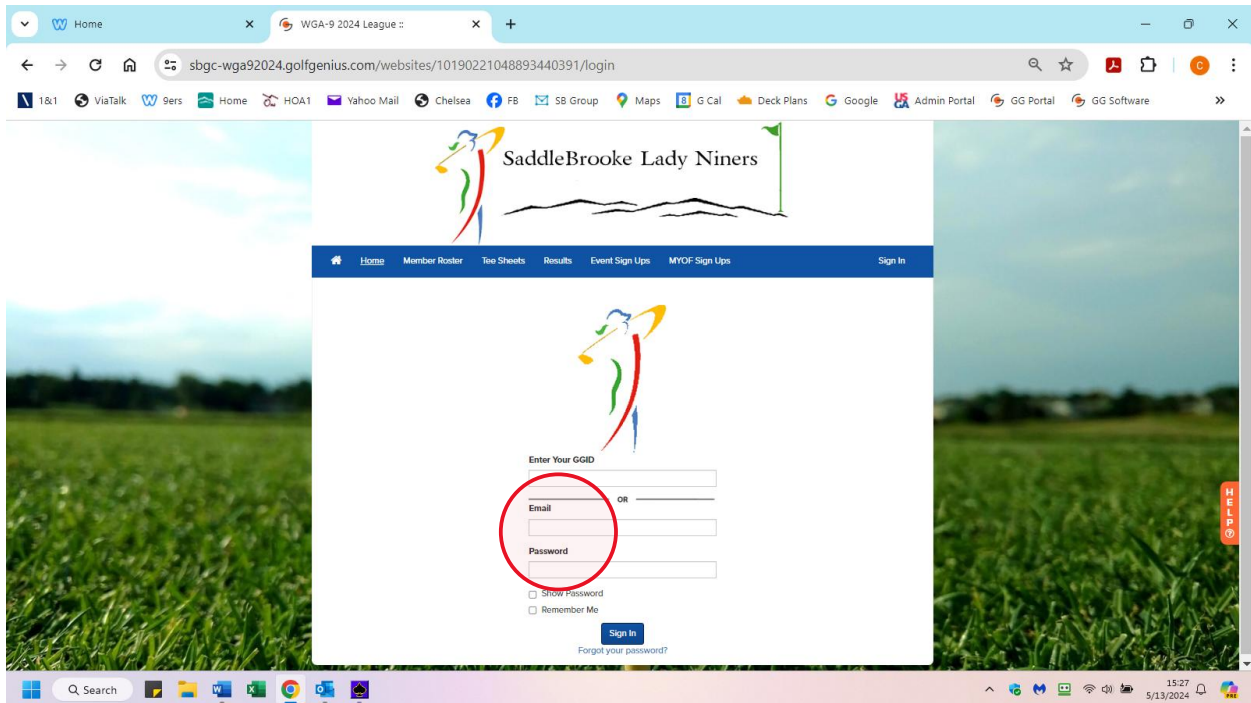 Home
WGA-9 2024 League ::
sbgc-wga92024.golfgenius.com/websites/10190221048893440391/login
C
1&1 ViaTalk 9ers Home HOA1 Yahoo Mail Chelsea FB SB Group Maps 8 G Cal Deck Plans Google Admin Portal GG Portal GG Software »
SaddleBrooke Lady Niners
Home Member Roster Tee Sheets Results Event Sign Ups MYOF Sign Ups Sign In
Enter Your GGID
OR
Email
Password
Show Password
Remember Me
Sign In
Forgot your password?
HELP?
Search
15:27
5/13/2024
PRE